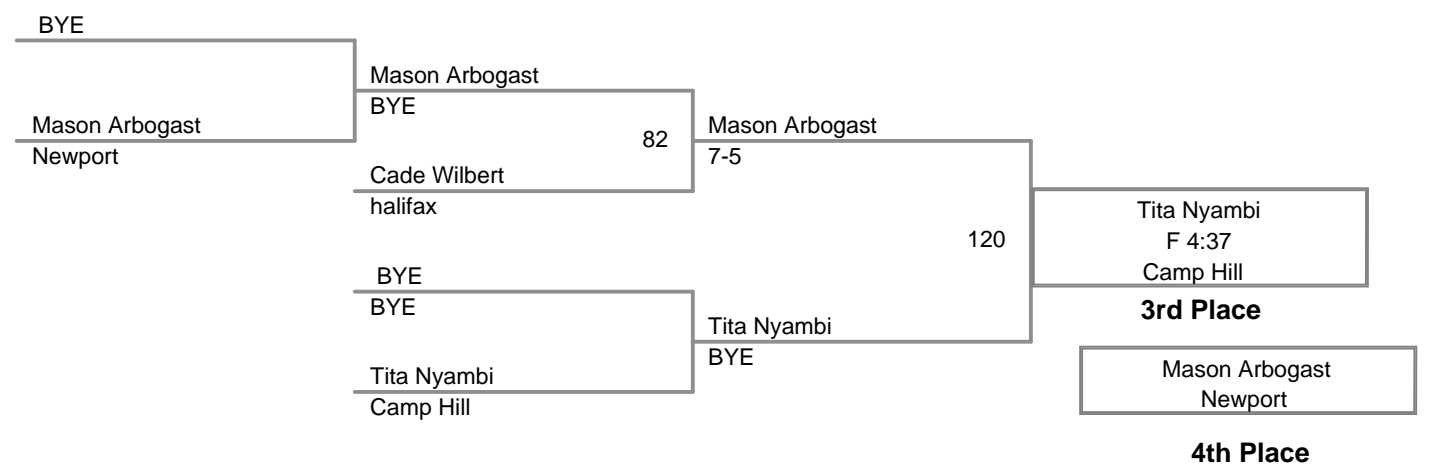 BYE
Mason Arbogast
Newport
Mason Arbogast
BYE
82
Cade Wilbert
halifax
BYE
BYE
Tita Nyambi
Camp Hill
Mason Arbogast
7-5
120
Tita Nyambi
BYE
Tita Nyambi
F 4:37
Camp Hill
3rd Place
Mason Arbogast
Newport
4th Place